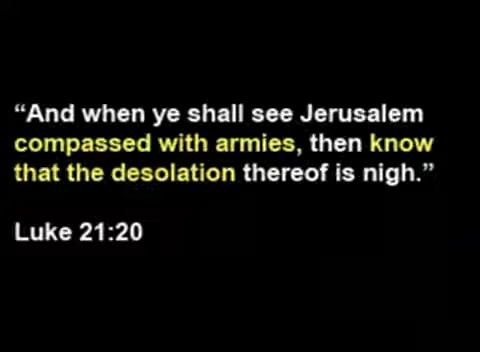 “And when ye shall see Jerusalem
compassed with armies, then know
that the desolation thereof is nigh.”
Luke 21:20